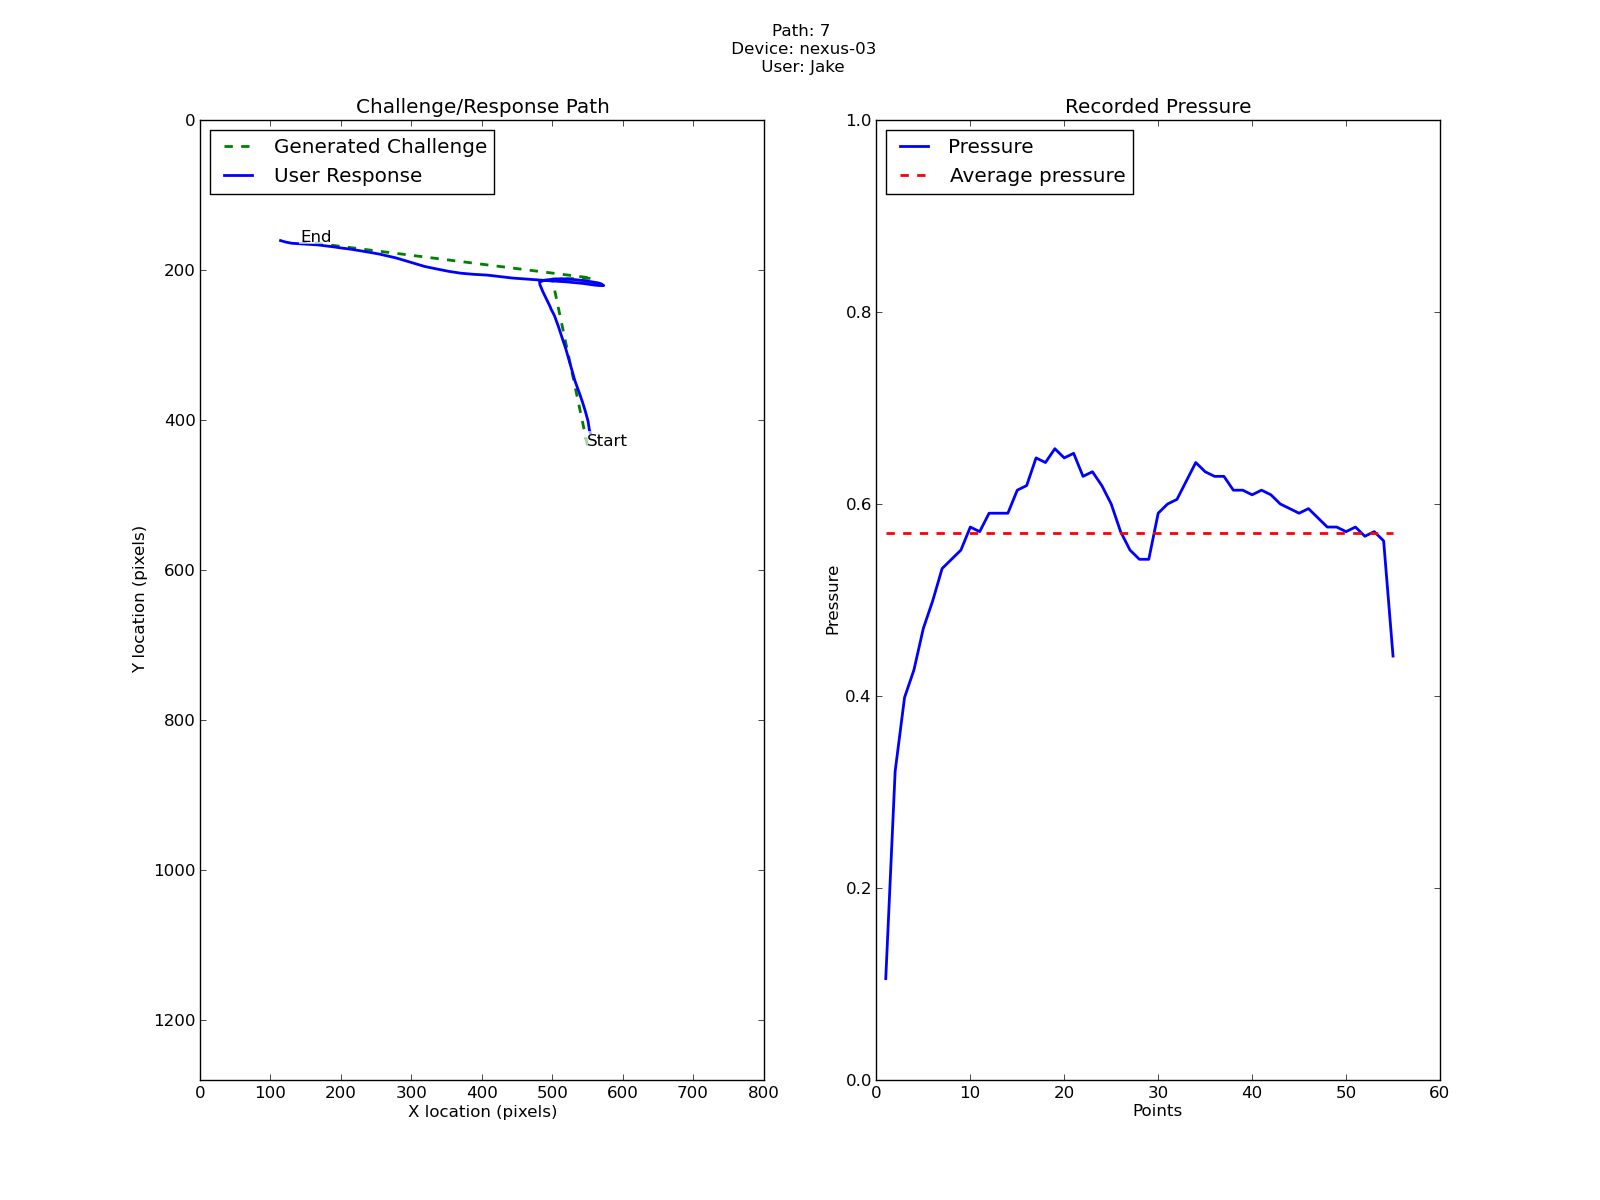 Path: 7
Device: nexus-03
User: Jake
Challenge/Response Path
Generated Challenge
User Response
0
200
400
600
800
1000
1200
Y location (pixels)
End
Start
0 100 200 300 400 500 600 700 800
X location (pixels)
Recorded Pressure
Pressure
Average pressure
1.0
0.8
0.6
0.4
0.2
0.0
Pressure
0 10 20 30 40 50 60
Points